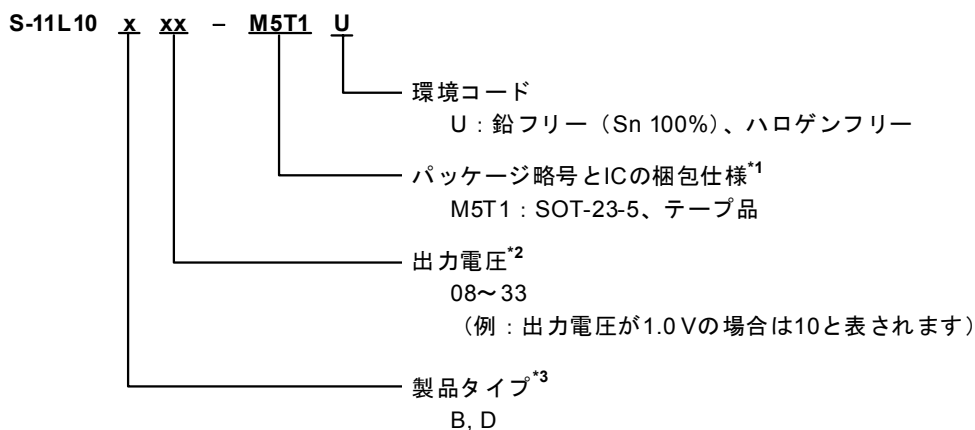 S-11L10 x xx – M5T1 U
環境コード
U：鉛フリー（Sn 100%）、ハロゲンフリー
パッケージ略号とICの梱包仕様*1
M5T1：SOT-23-5、テープ品
出力電圧*2
08～33
（例：出力電圧が1.0 Vの場合は10と表されます）
製品タイプ*3
B, D